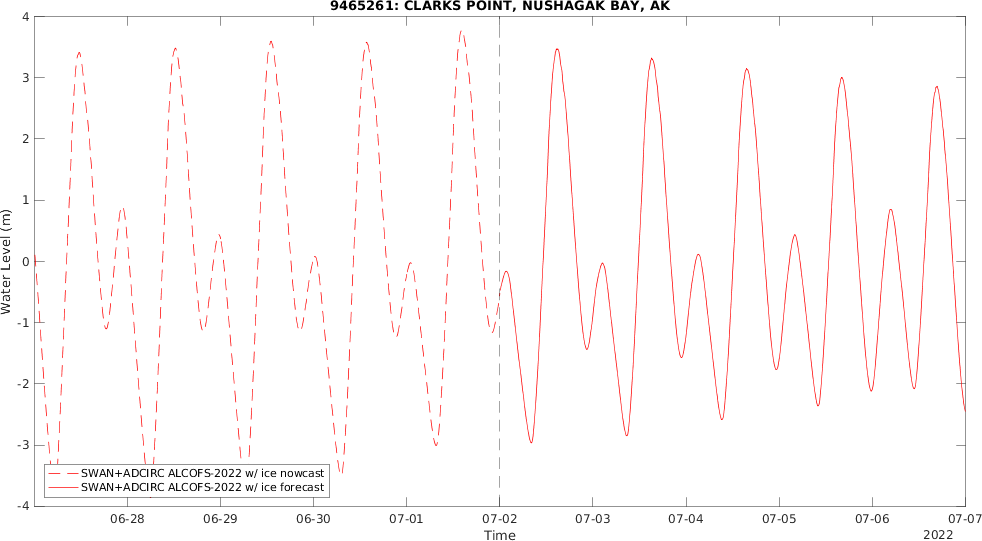 9465261: CLARKS POINT, NUSHAGAK BAY, AK
Water Level (m)
4
3
2
1
0
-1
-2
-3
-4
SWAN+ADCIRC ALCOFS-2022 w/ ice nowcast
SWAN+ADCIRC ALCOFS-2022 w/ ice forecast
06-28 06-29 06-30 07-01 07-02 07-03 07-04 07-05 07-06 07-07
Time
2022